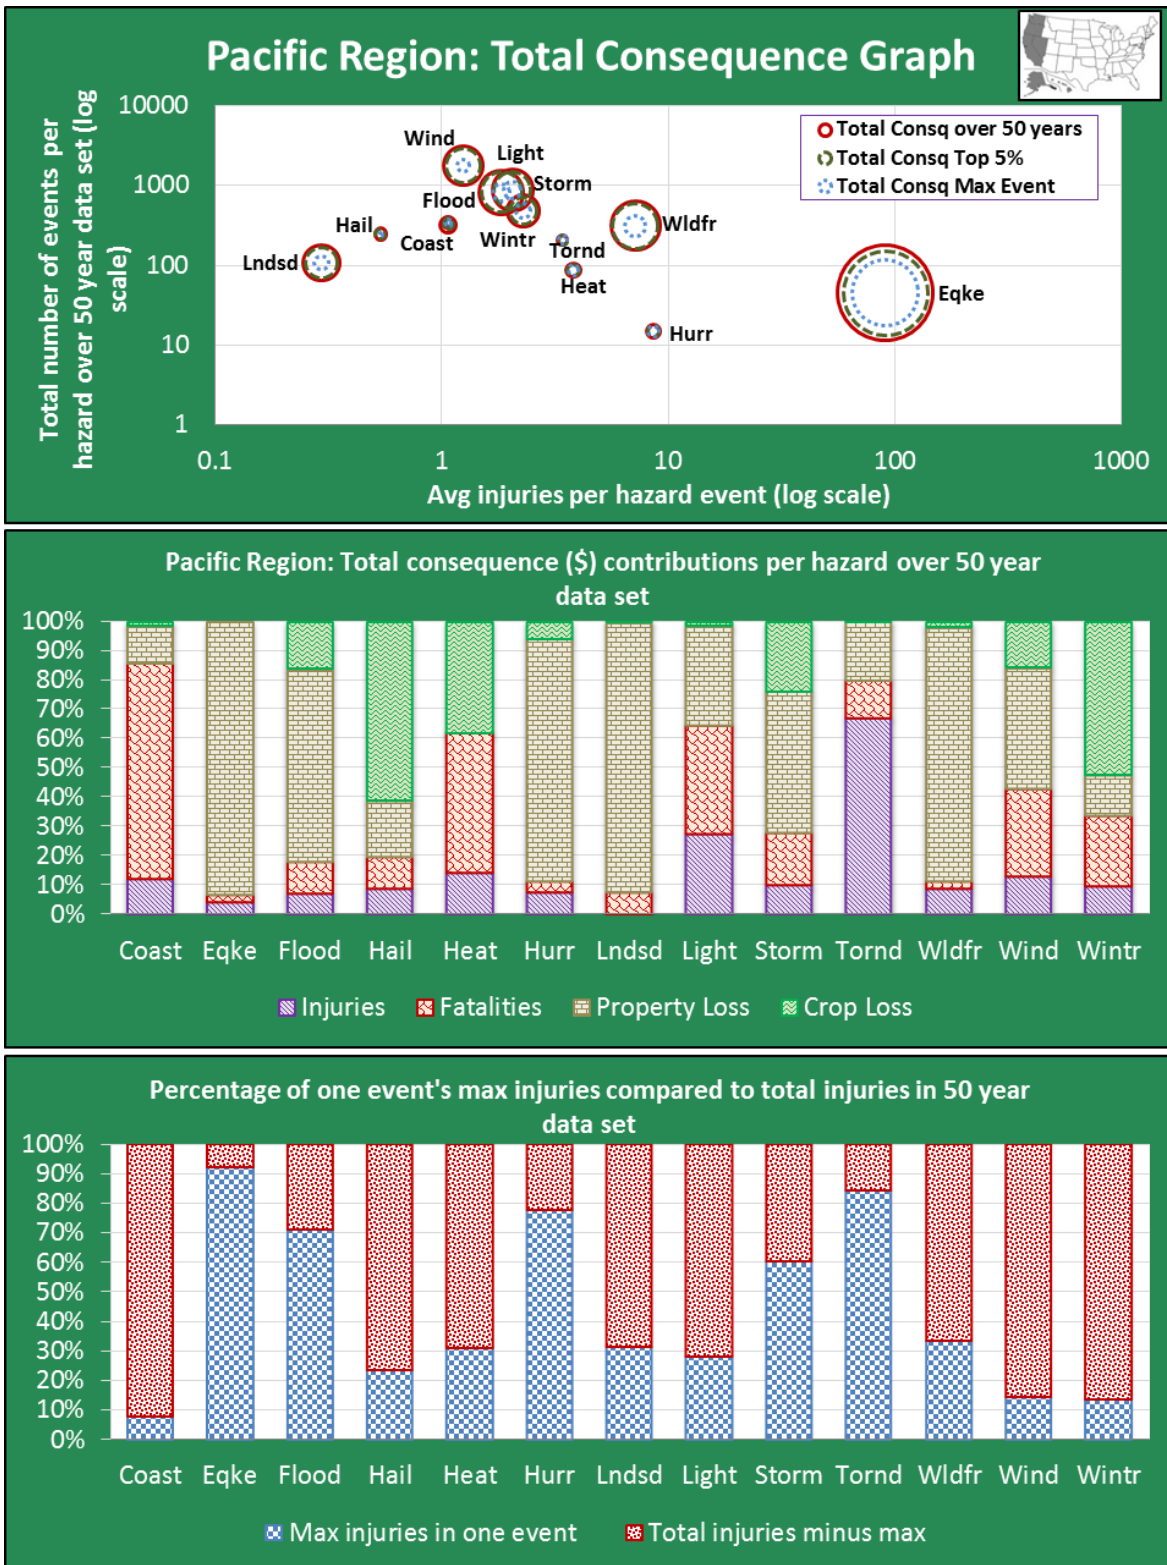 Pacific Region: Total Consequence Graph
Total number of events per
hazard over 50 year data set (log
scale)
10000
1000
100
10
1
0.1 1 10 100 1000
Avg injuries per hazard event (log scale)
Total Consq over 50 years
Total Consq Top 5%
Total Consq Max Event
Wind
Light
Storm
Flood
Hail
Coast
Wintr
Wldfr
Tornd
Lndsd
Heat
Eqke
Hurr
Pacific Region: Total consequence ($) contributions per hazard over 50 year
data set
100%
90%
80%
70%
60%
50%
40%
30%
20%
10%
0%
Coast Eqke Flood Hail Heat Hurr Lndsd Light Storm Tornd Wldfr Wind Wintr
Injuries Fatalities Property Loss Crop Loss
Percentage of one event's max injuries compared to total injuries in 50 year
data set
100%
90%
80%
70%
60%
50%
40%
30%
20%
10%
0%
Coast Eqke Flood Hail Heat Hurr Lndsd Light Storm Tornd Wldfr Wind Wintr
Max injuries in one event Total injuries minus max